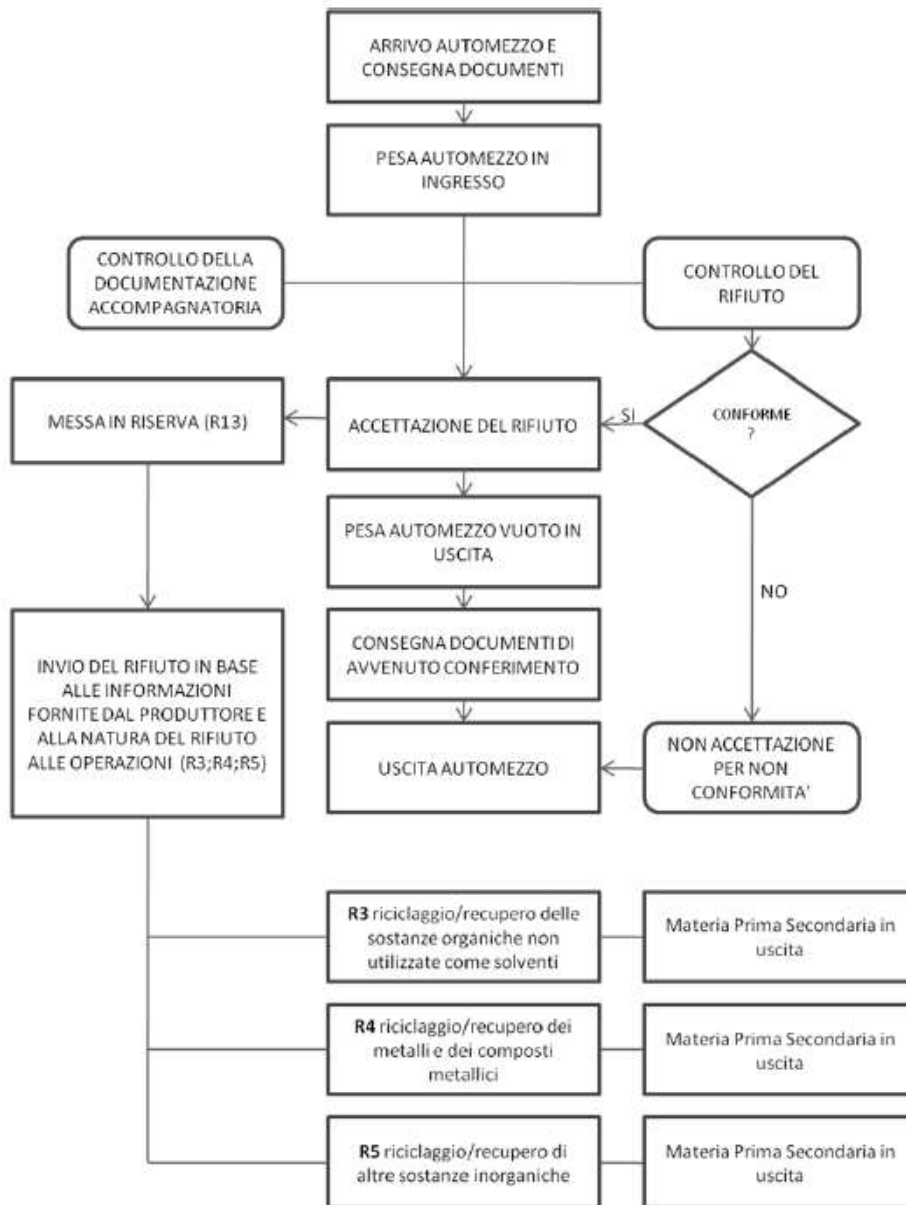 ARRIVO AUTOMEZZO E
CONSEGNA DOCUMENTI
PESA AUTOMEZZO IN
INGRESSO
CONTROLLO DELLA
DOCUMENTAZIONE
ACCOMPAGNATORIA
CONTROLLO DEL
RIFIUTO
MESSA IN RISERVA (R13)
ACCETTAZIONE DEL RIFIUTO
SI
CONFORME
?
PESA AUTOMEZZO VUOTO IN
USCITA
NO
CONSEGNA DOCUMENTI DI
AVVENUTO CONFERIMENTO
INVIO DEL RIFIUTO IN BASE
ALLE INFORMAZIONI
FORNITE DAL PRODUTTORE E
ALLA NATURA DEL RIFIUTO
ALLE OPERAZIONI (R3;R4;R5)
USCITA AUTOMEZZO
NON ACCETTAZIONE
PER NON
CONFORMITA'
R3 riciclaggio/recupero delle
sostanze organiche non
utilizzate come solventi
Materia Prima Secondaria in
uscita
R4 riciclaggio/recupero dei
metalli e dei composti
metallici
Materia Prima Secondaria in
uscita
R5 riciclaggio/recupero di
altre sostanze inorganiche
Materia Prima Secondaria in
uscita